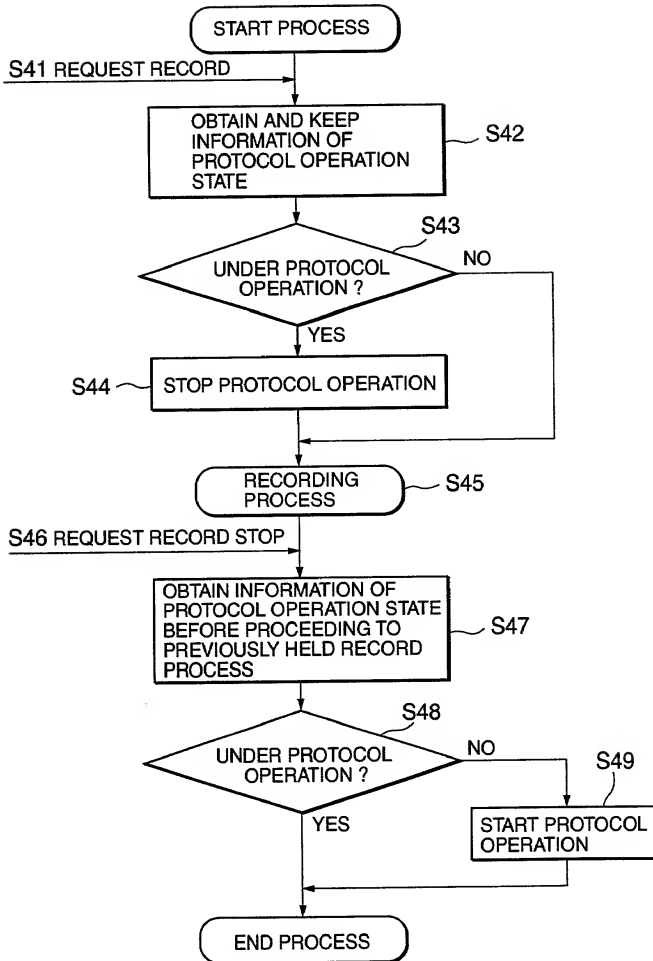 START PROCESS
S41 REQUEST RECORD
OBTAIN AND KEEP
INFORMATION OF
PROTOCOL OPERATION
STATE
S42
S43
UNDER PROTOCOL
OPERATION ?
NO
YES
S44
STOP PROTOCOL OPERATION
RECORDING
PROCESS
S45
S46 REQUEST RECORD STOP
OBTAIN INFORMATION OF
PROTOCOL OPERATION STATE
BEFORE PROCEEDING TO
PREVIOUSLY HELD RECORD
PROCESS
S47
S48
UNDER PROTOCOL
OPERATION ?
NO
S49
YES
START PROTOCOL
OPERATION
END PROCESS